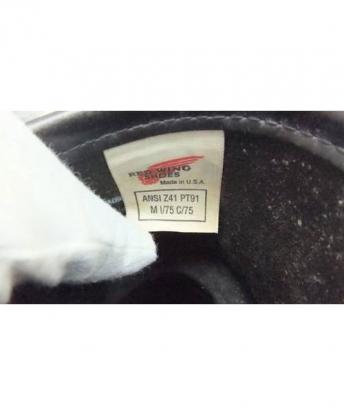 RED WING
SHOES
Made in U.S.A.
ANSI Z41 PT91
M I/75 C/75